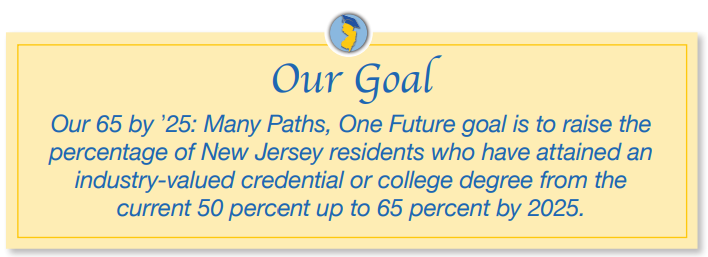 Our Goal
Our 65 by ’25: Many Paths, One Future goal is to raise the
percentage of New Jersey residents who have attained an
industry-valued credential or college degree from the
current 50 percent up to 65 percent by 2025.